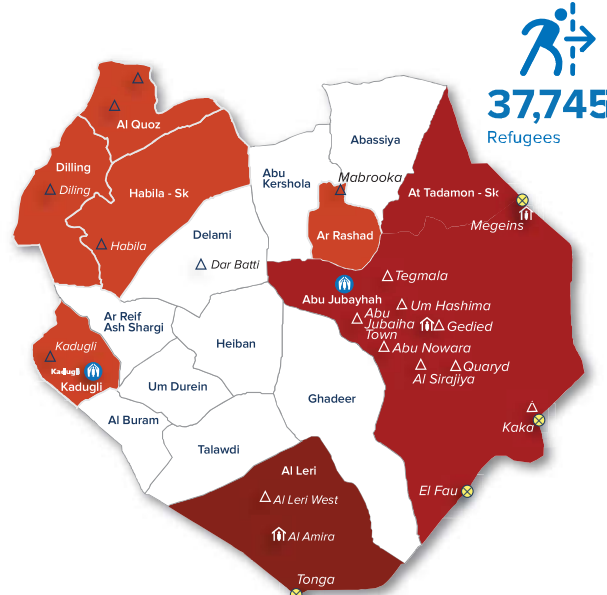 37,745
Refugees
Al Quoz
Abassiya
Dilling
Diling
Habila - Sk
Abu
Kershola
Mabrooka
At Tadamon - Sk
Megeins
Habila
Delami
Dar Batti
Ar Rashad
Tegmala
Abu Jubayhah
Um Hashima
Abu
Jubaiha
Town
Gedied
Abu Nowara
Quaryd
Al Sirajiya
Ar Reif
Ash Shargi
Heiban
Kadugli
Kadugli
Kadugli
Um Durein
Ghadeer
Al Buram
Kaka
Talawdi
Al Leri
Al Leri West
El Fau
Al Amira
Tonga